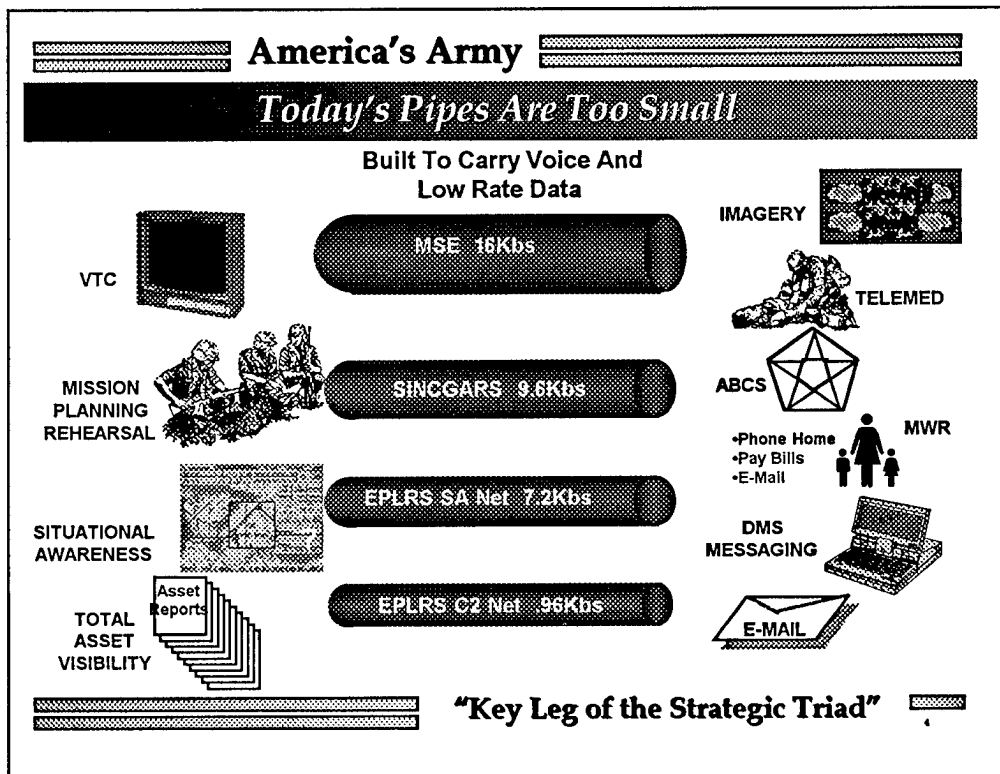 America's Army
Today's Pipes Are Too Small
Built To Carry Voice And
Low Rate Data
VTC
MISSION
PLANNING
REHEARSAL
SITUATIONAL
AWARENESS
Asset
Reports
TOTAL
ASSET
VISIBILITY
MSE 16Kbs
SINCGARS 9.6Kbs
EPLRS SA Net 7.2Kbs
EPLRS C2 Net .96Kbs
IMAGERY
TELEMED
ABCS
MWR
•Phone Home
•Pay Bills
•E-Mail
DMS
MESSAGING
E-MAIL
"Key Leg of the Strategic Triad"